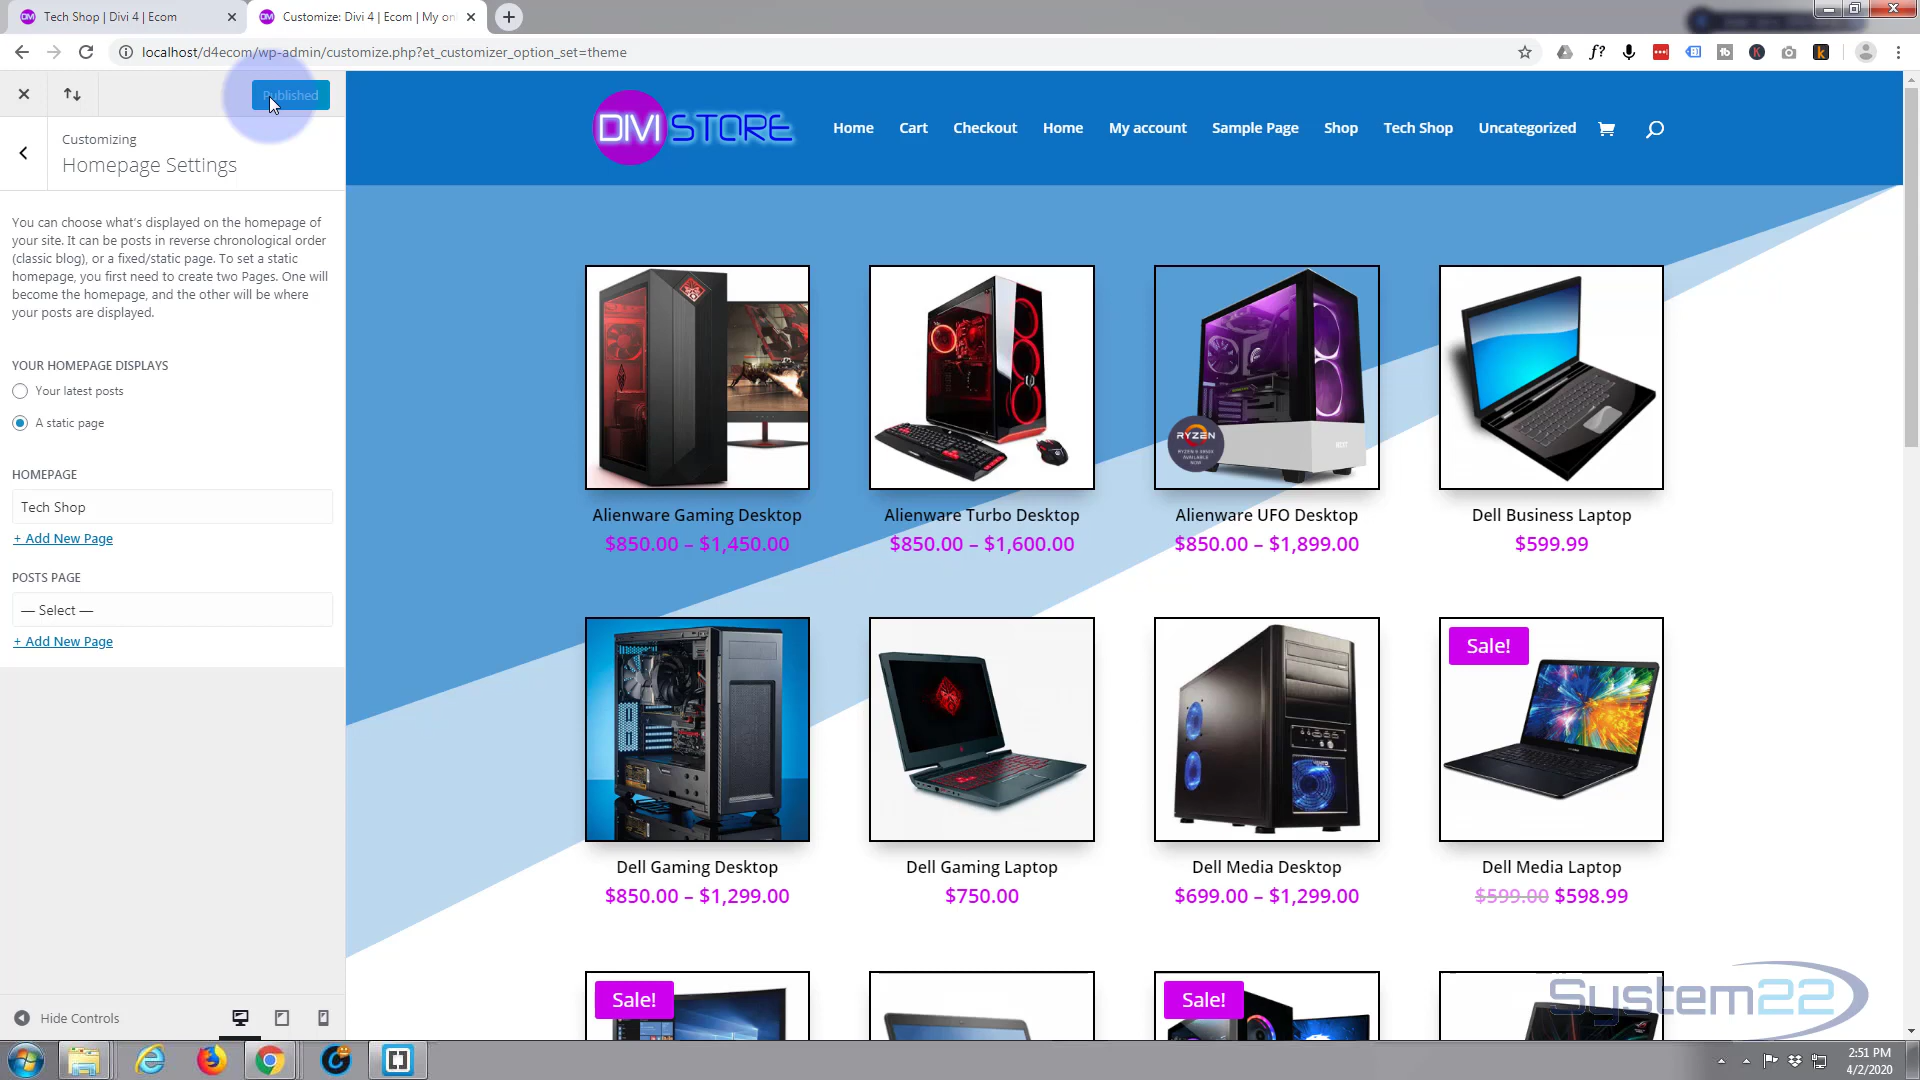 Tech Shop | Divi 4 | Ecom
Customize: Divi 4 | Ecom | My onl
localhost/d4ecom/wp-admin/customize.php?et_customizer_option_set=theme
Published
Customizing
Homepage Settings
You can choose what's displayed on the homepage of
your site. It can be posts in reverse chronological order
(classic blog), or a fixed/static page. To set a static
homepage, you first need to create two Pages. One will
become the homepage, and the other will be where
your posts are displayed.
YOUR HOMEPAGE DISPLAYS
Your latest posts
A static page
HOMEPAGE
Tech Shop
+ Add New Page
POSTS PAGE
— Select —
+ Add New Page
Hide Controls
DIVI STORE
Home Cart Checkout Home My account Sample Page Shop Tech Shop Uncategorized
RYZEN
NZXT
Alienware Gaming Desktop
$850.00 – $1,450.00
Alienware Turbo Desktop
$850.00 – $1,600.00
Alienware UFO Desktop
$850.00 – $1,899.00
Dell Business Laptop
$599.99
Dell Gaming Desktop
$850.00 – $1,299.00
Dell Gaming Laptop
$750.00
Dell Media Desktop
$699.00 – $1,299.00
Sale!
Dell Media Laptop
$599.00 $598.99
Sale!
Sale!
System22
2:51 PM
4/2/2020